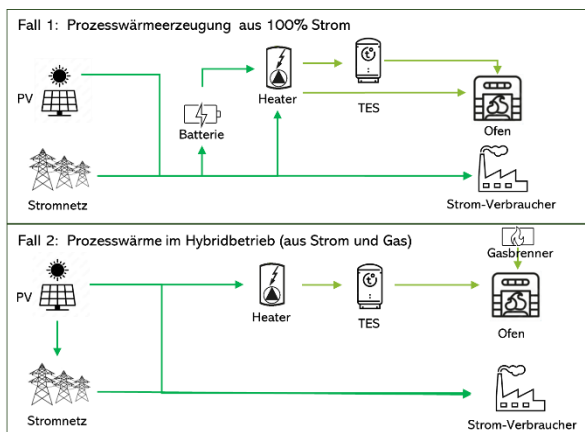 Fall 1:  Prozesswärmeerzeugung  aus 100% Strom
PV
Batterie
Heater
TES
Ofen
Stromnetz
Strom-Verbraucher
Fall 2:  Prozesswärme im Hybridbetrieb (aus Strom und Gas)
Gasbrenner
PV
Heater
TES
Ofen
Stromnetz
Strom-Verbraucher